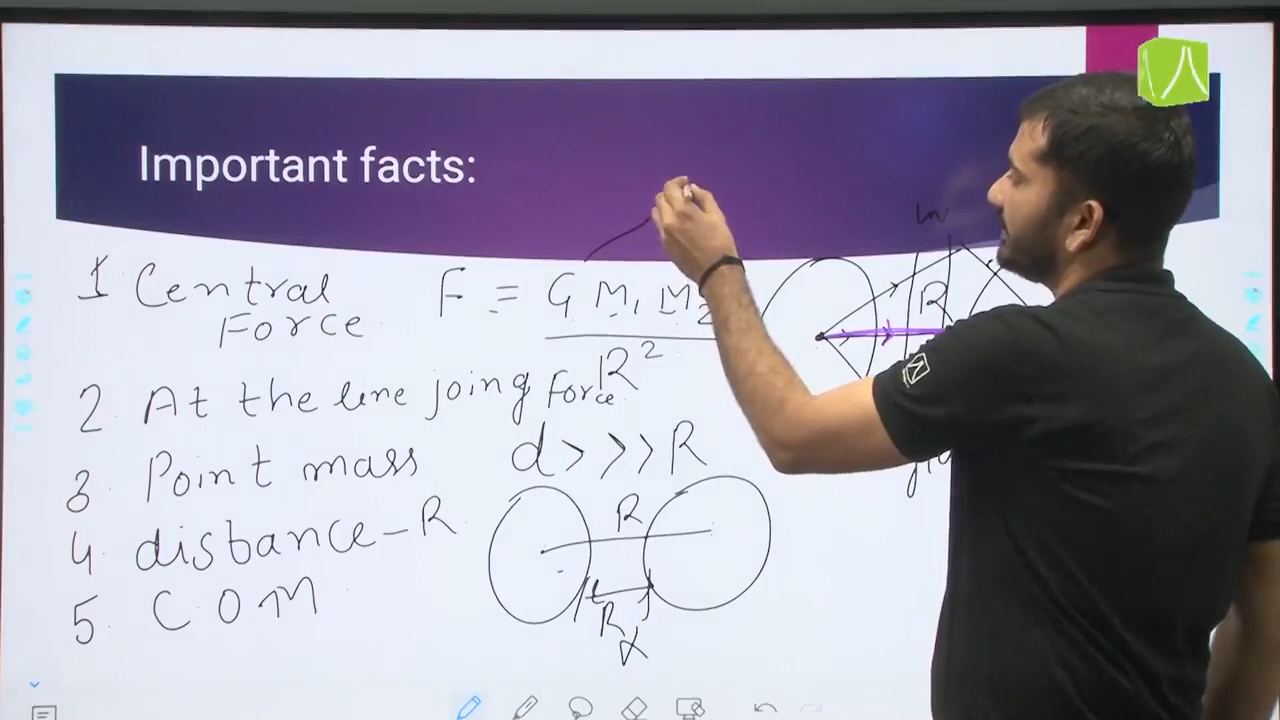 Important facts:
1 Central Force
F = G M1 M2
R2
2 At the line joing force
3 Point mass
d>>>R
4 distance-R
R
5 C O M
R
R